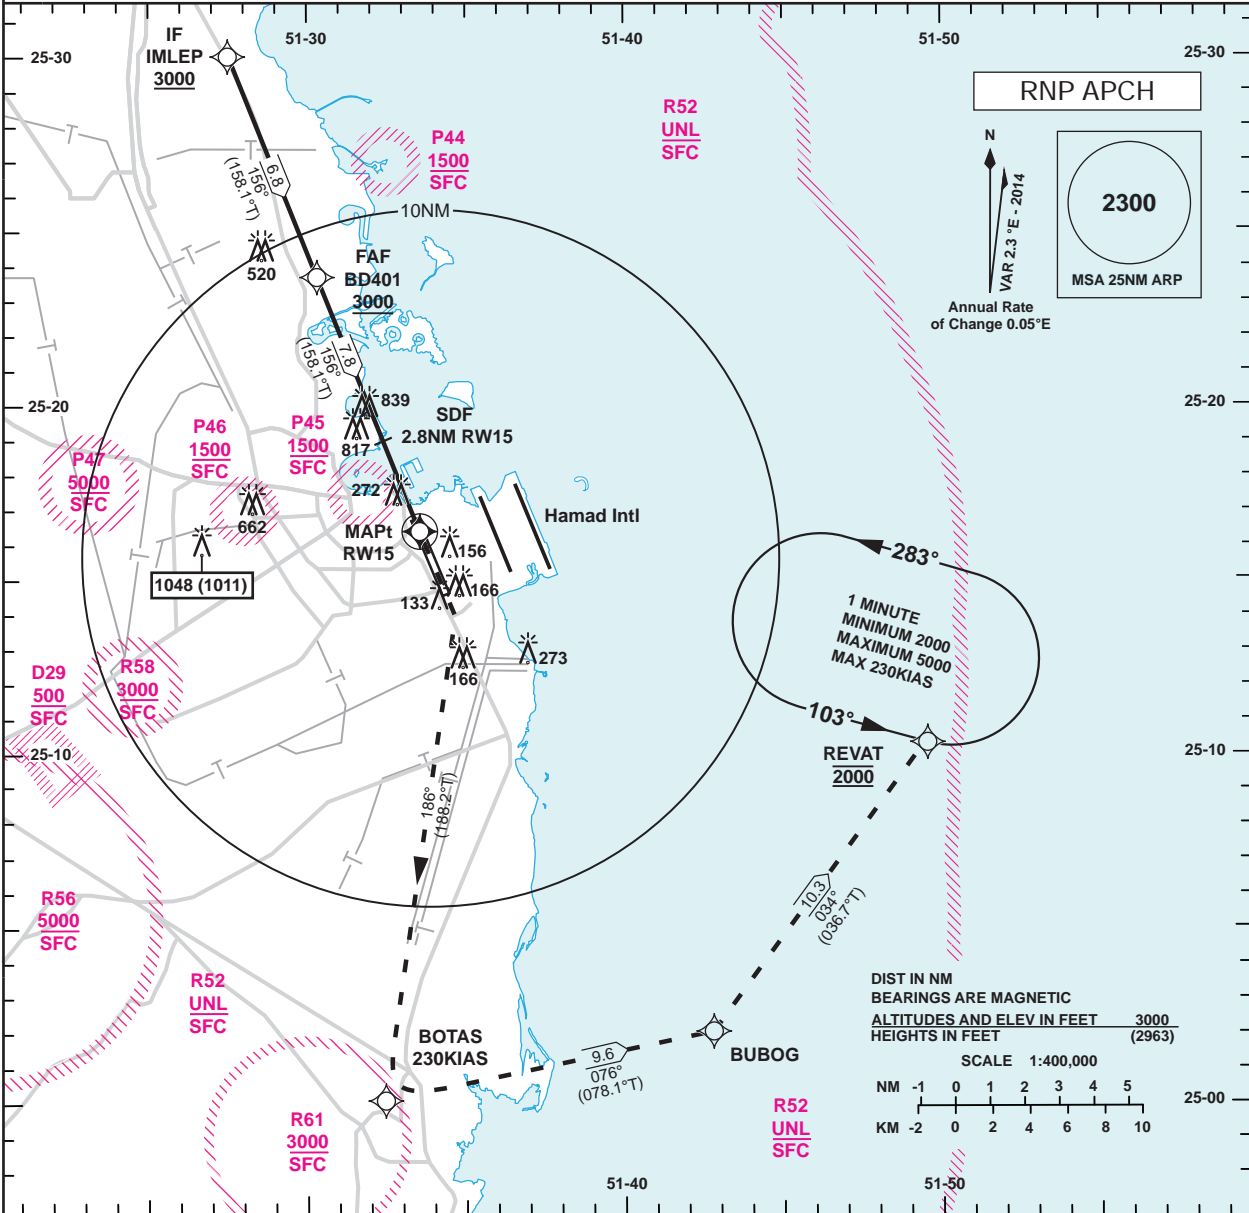 51-30
51-40
51-50
25-30
25-30
IF
IMLEP
3000
RNP APCH
R52
UNL
SFC
P44
1500
SFC
N
VAR 2.3 °E - 2014
Annual Rate
of Change 0.05°E
2300
MSA 25NM ARP
6.8
156°
(158.1°T)
10NM
520
FAF
BD401
3000
7.8
156°
(158.1°T)
25-20
25-20
839
817
SDF
2.8NM RW15
P47
5000
SFC
P46
1500
SFC
P45
1500
SFC
662
272
MAPt
RW15
Hamad Intl
156
166
133
166
273
1048 (1011)
283°
1 MINUTE
MINIMUM 2000
MAXIMUM 5000
MAX 230KIAS
103°
REVAT
2000
D29
500
SFC
R58
3000
SFC
25-10
25-10
186°
(188.2°T)
10.3
034°
(036.7°T)
R56
5000
SFC
R52
UNL
SFC
BOTAS
230KIAS
BUBOG
9.6
076°
(078.1°T)
R61
3000
SFC
R52
UNL
SFC
DIST IN NM
BEARINGS ARE MAGNETIC
ALTITUDES AND ELEV IN FEET 3000
HEIGHTS IN FEET (2963)
SCALE 1:400,000
NM -1 0 1 2 3 4 5
KM -2 0 2 4 6 8 10
25-00
51-40
51-50